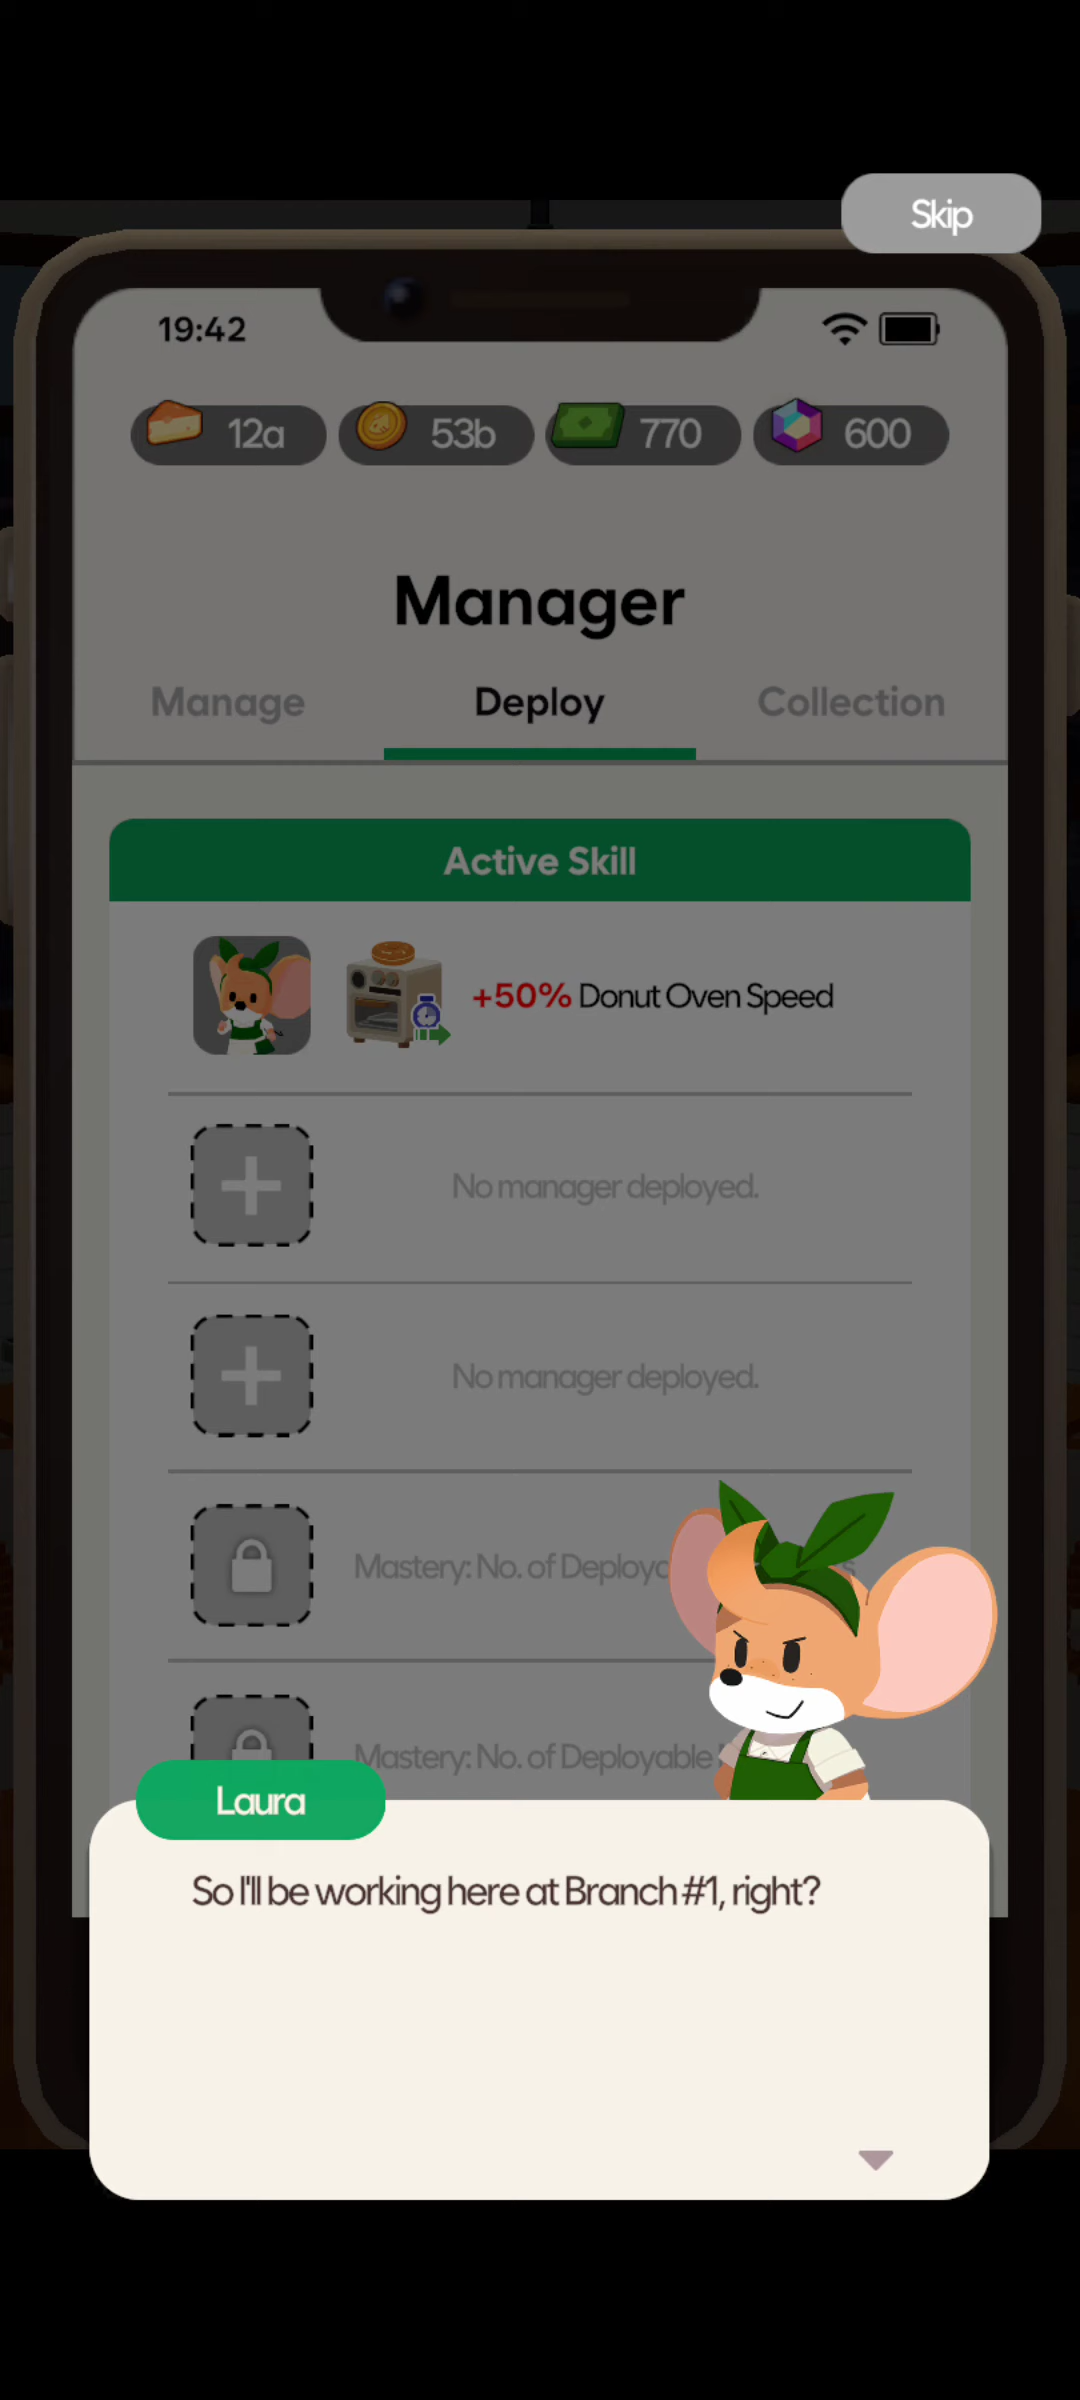 Skip
19:42
12a
53b
770
600
Manager
Manage
Deploy
Collection
Active Skill
+50% Donut Oven Speed
No manager deployed.
No manager deployed.
Mastery: No. of
Mastery: No. of Deployable
Laura
So I'll be working here at Branch #1, right?